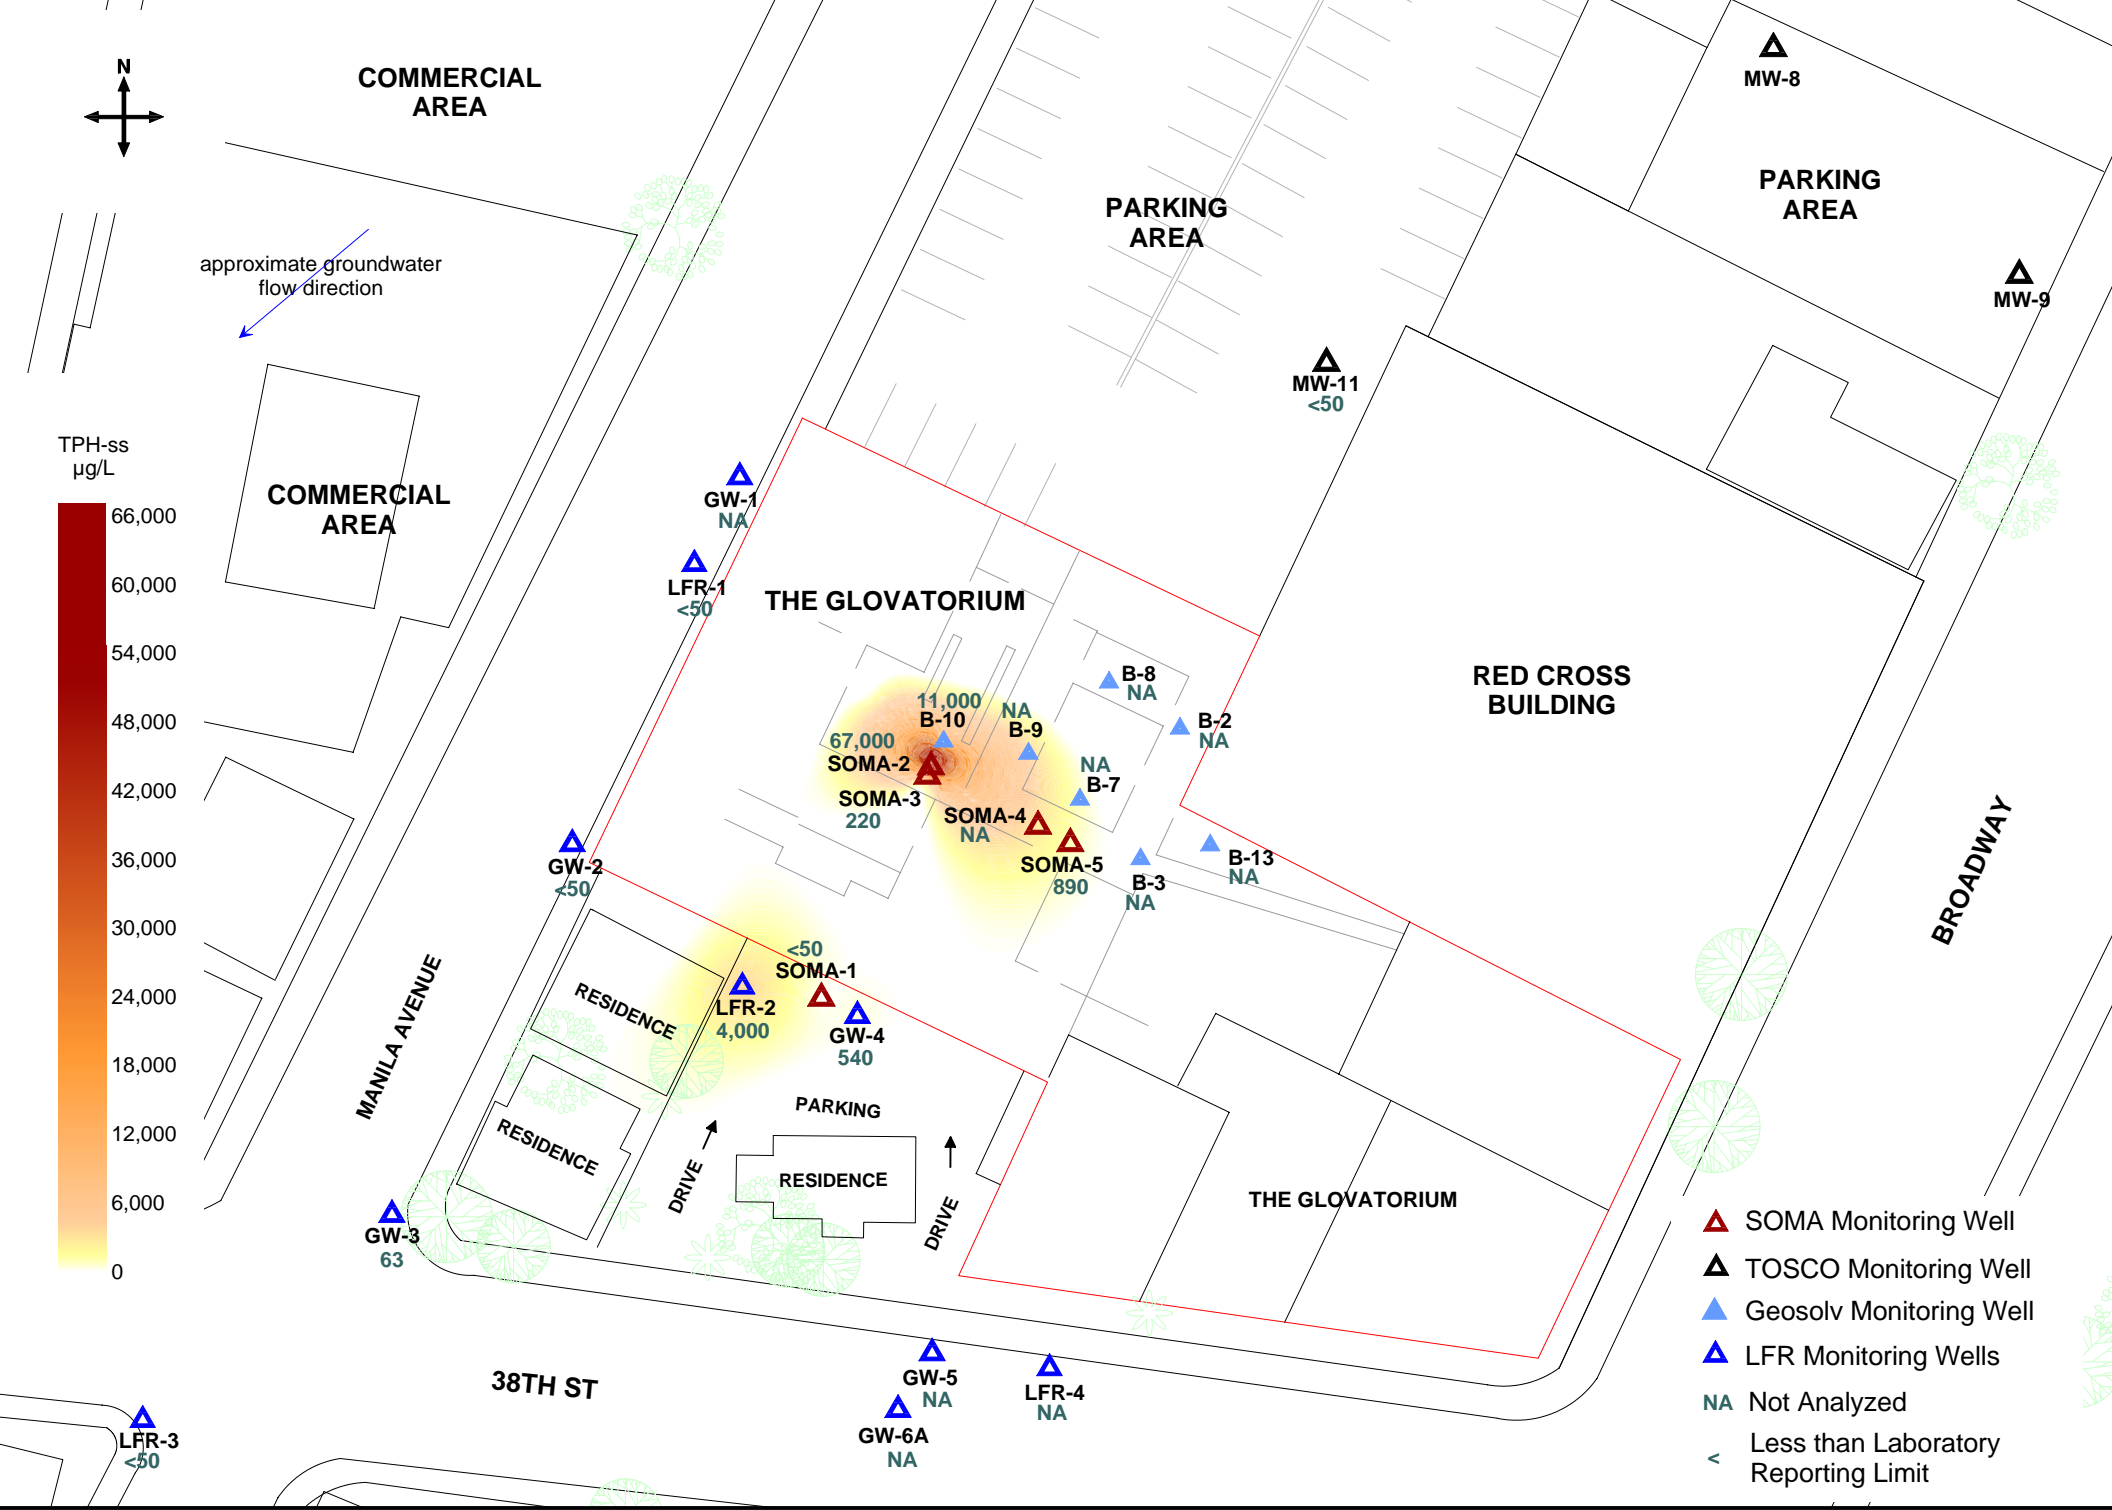 N
COMMERCIAL
AREA
MW-8
PARKING
AREA
PARKING
AREA
approximate groundwater
flow direction
MW-9
MW-11
<50
TPH-ss
µg/L
66,000
60,000
54,000
48,000
42,000
36,000
30,000
24,000
18,000
12,000
6,000
0
COMMERCIAL
AREA
GW-1
NA
LFR-1
<50
THE GLOVATORIUM
RED CROSS
BUILDING
B-8
NA
B-2
NA
11,000
B-10
NA
B-9
67,000
SOMA-2
NA
B-7
SOMA-3
220
SOMA-4
NA
SOMA-5
890
B-3
NA
B-13
NA
GW-2
<50
BROADWAY
<50
SOMA-1
LFR-2
4,000
GW-4
540
RESIDENCE
MANILA AVENUE
PARKING
RESIDENCE
DRIVE
RESIDENCE
DRIVE
THE GLOVATORIUM
GW-3
63
38TH ST
GW-5
NA
LFR-4
NA
GW-6A
NA
LFR-3
<50
SOMA Monitoring Well
TOSCO Monitoring Well
Geosolv Monitoring Well
LFR Monitoring Wells
NA Not Analyzed
< Less than Laboratory
Reporting Limit